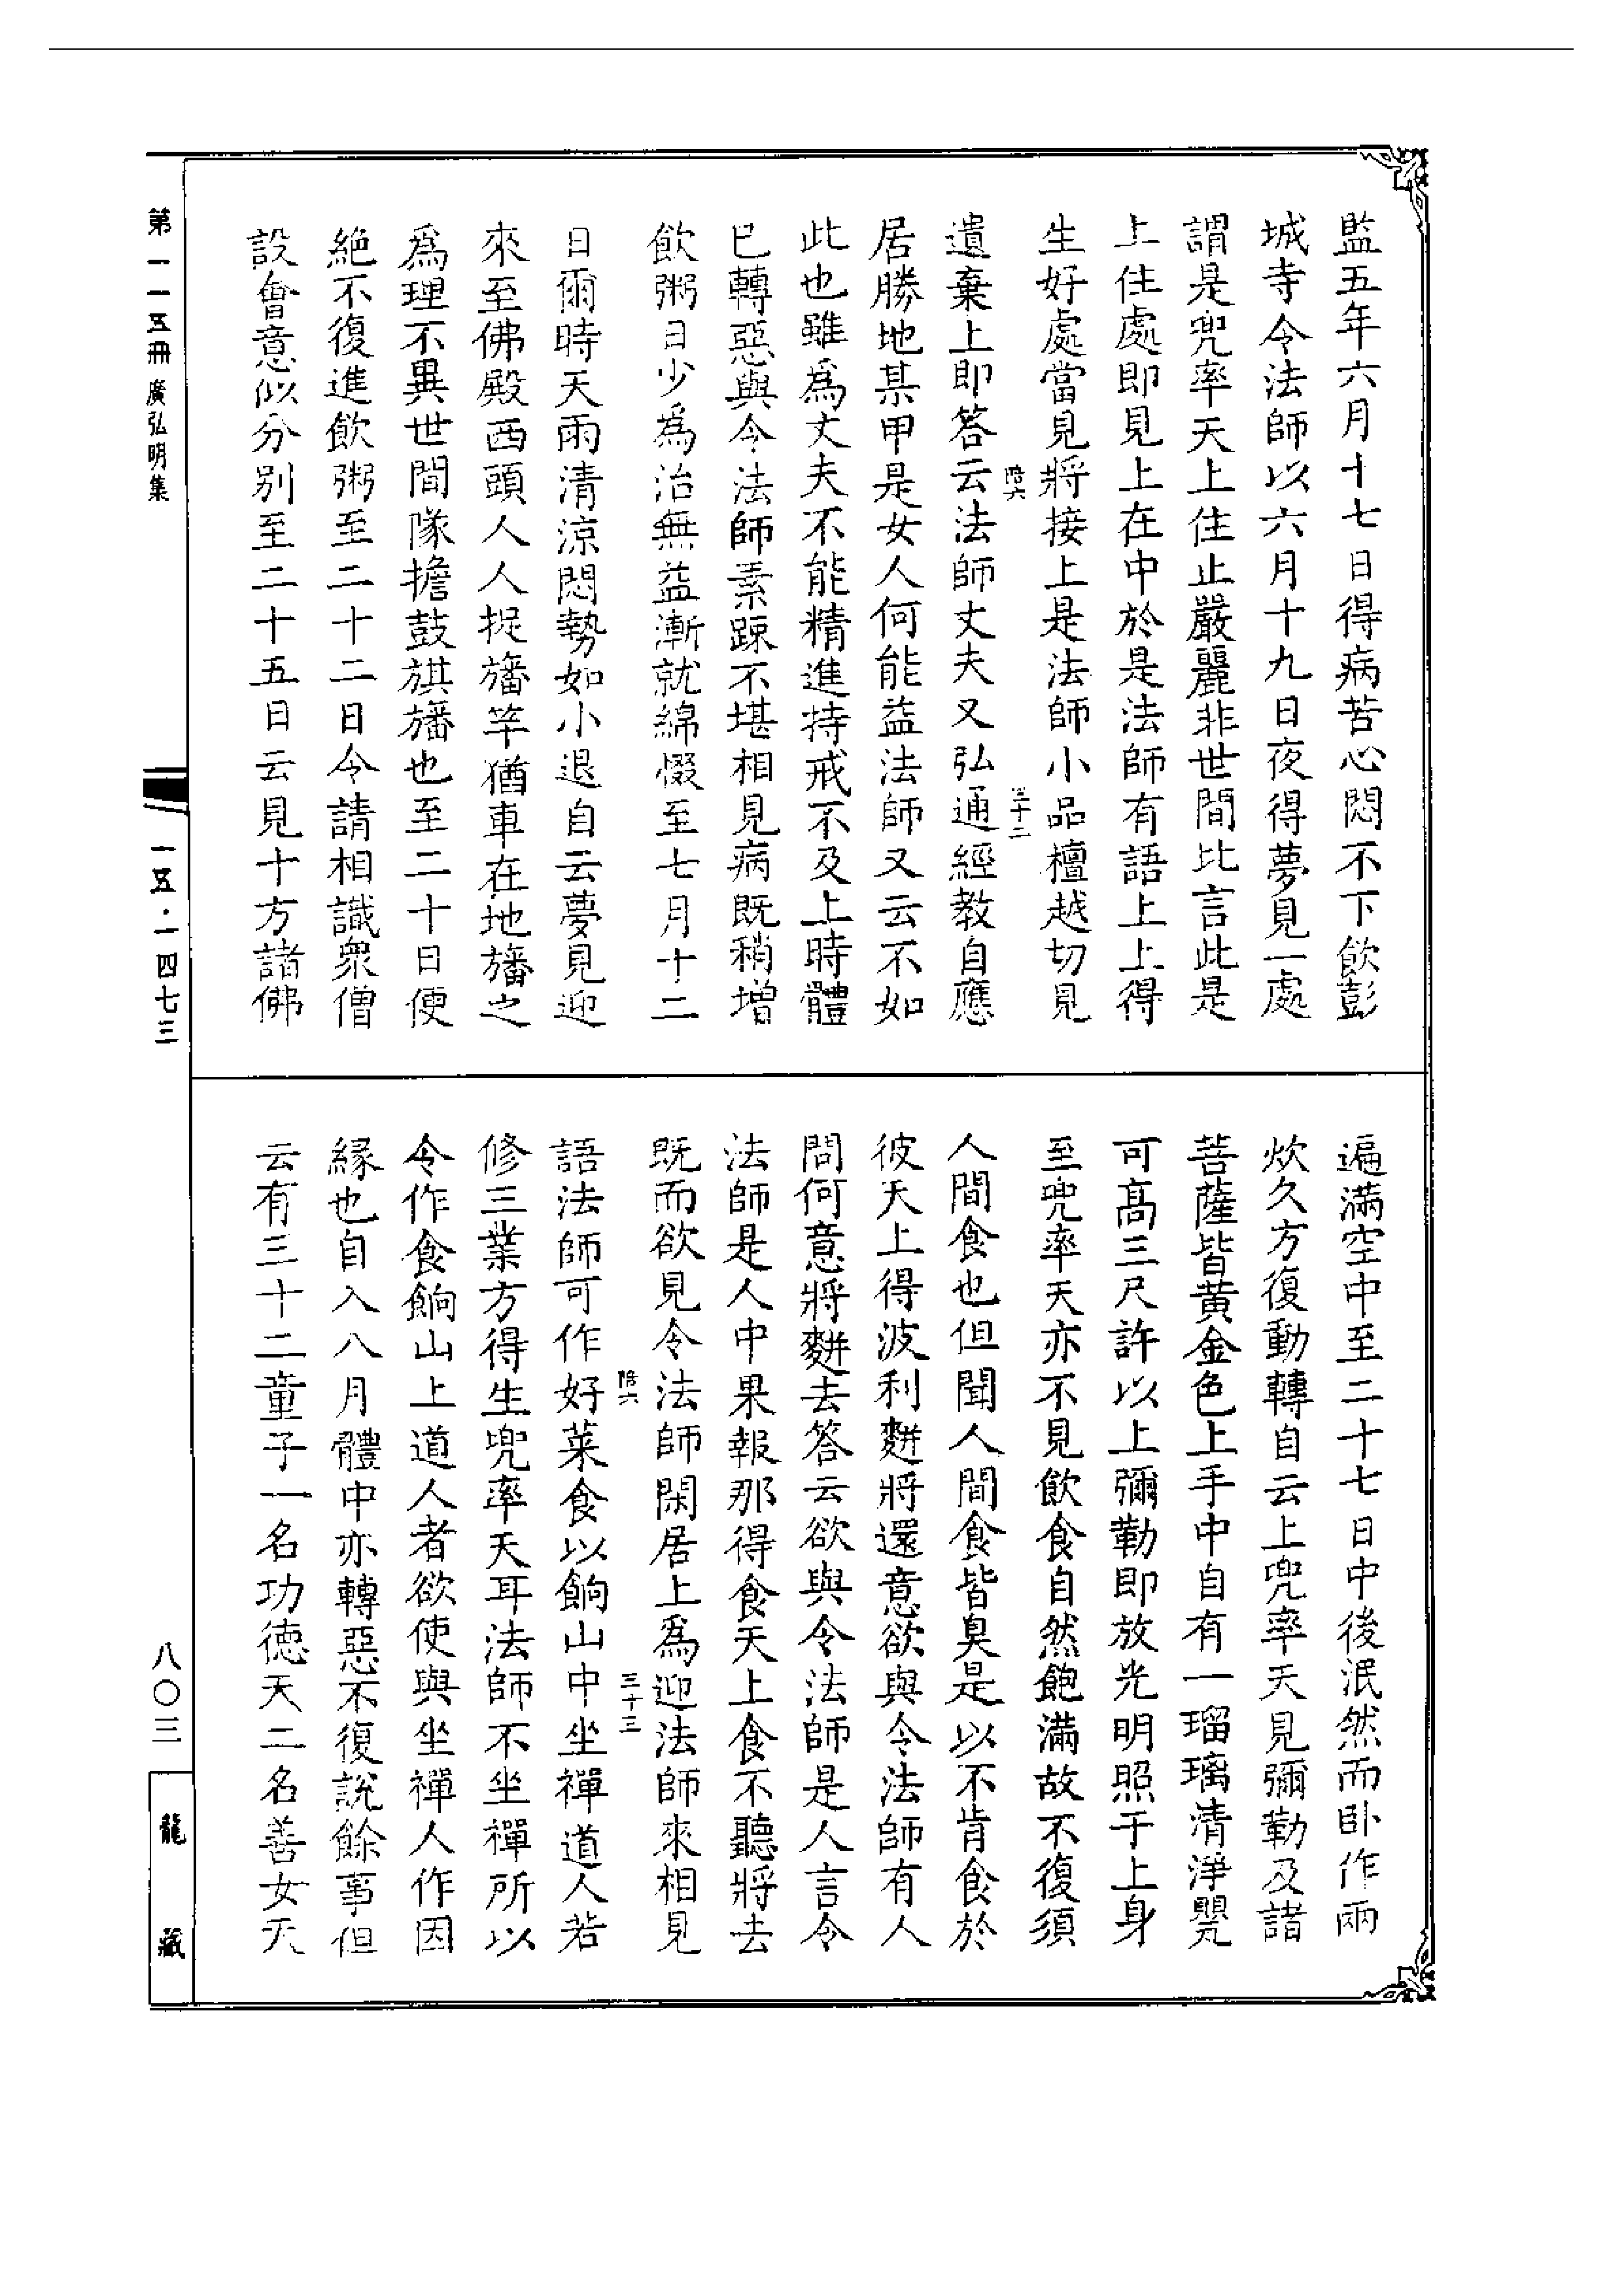 監五年六月十七日得病苦心悶不下飲彭
城寺令法師以六月十九日夜得夢見一處
謂是兜率天上住止嚴麗非世間比言此是
上住處即見上在中於是法師有語上上得
生好處當見將接上是法師小品檀越切見
陪六
三十二
遺棄上即答云法師丈夫又弘通經教自應
居勝地某甲是女人何能益法師又云不如
此也雖爲丈夫不能精進持戒不及上時體
已轉惡與令法師素踈不堪相見病既稍增
飲粥日少爲治無益漸就綿惙至七月十二
日爾時天雨清涼悶勢如小退自云夢見迎
來至佛殿西頭人人捉旛竿猶車在地旛之
爲理不異世間隊擔鼓旗旛也至二十日便
絶不復進飲粥至二十二日令請相識衆僧
設會意似分别至二十五日云見十方諸佛
遍滿空中至二十七日中後泯然而卧作兩
炊久方復動轉自云上兜率天見彌勒及諸
菩薩皆黄金色上手中自有一瑠璃清淨甖
可髙三尺許以上彌勒即放光明照于上身
至兜率天亦不見飲食自然飽滿故不復須
人間食也但聞人間食皆臭是以不肯食於
彼天上得波利麨將還意欲與令法師有人
問何意將麨去答云欲與令法師是人言令
法師是人中果報那得食天上食不聽將去
既而欲見令法師閑居上爲迎法師來相見
陪六
三十三
語法師可作好菜食以餉山中坐禪道人若
修三業方得生兜率天耳法師不坐禪所以
令作食餉山上道人者欲使與坐禪人作因
緣也自入八月體中亦轉惡不復說餘事但
云有三十二童子一名功徳天二名善女天
第一一五冊 廣弘明集
一五·一四七三
八〇三
龍藏